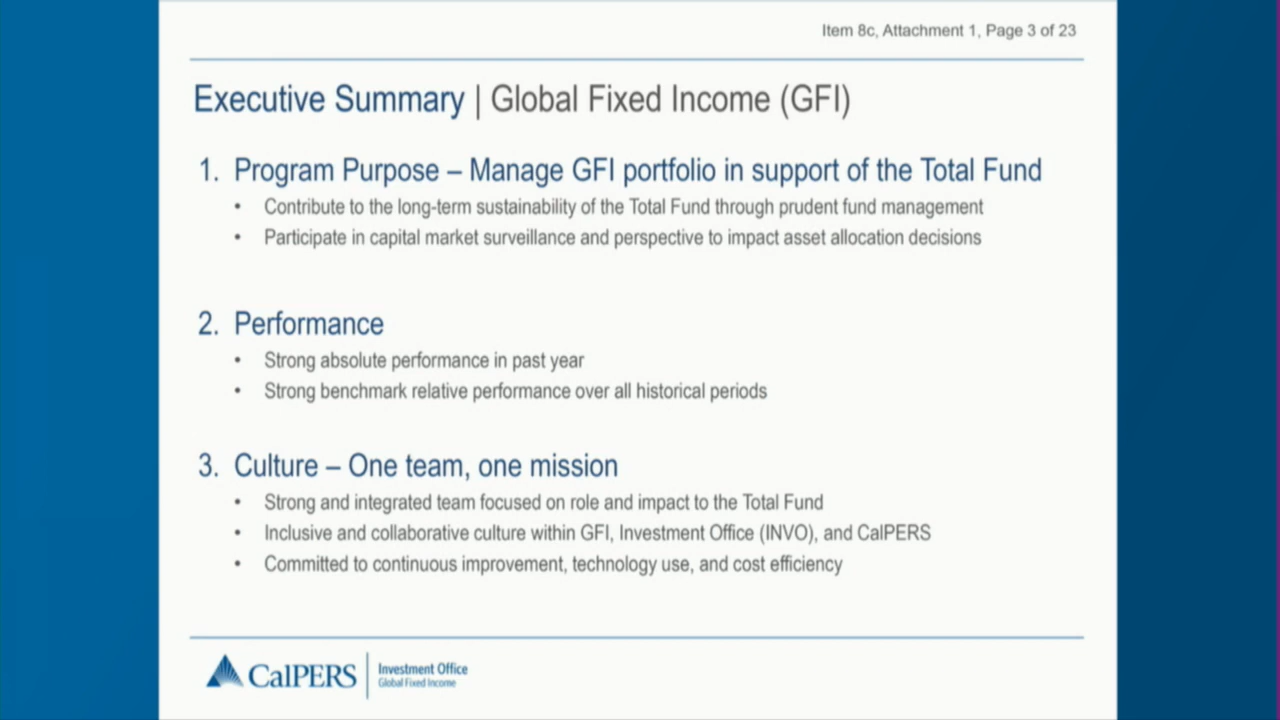 Item 8c, Attachment 1, Page 3 of 23
Executive Summary | Global Fixed Income (GFI)
1. Program Purpose – Manage GFI portfolio in support of the Total Fund
• Contribute to the long-term sustainability of the Total Fund through prudent fund management
• Participate in capital market surveillance and perspective to impact asset allocation decisions
2. Performance
• Strong absolute performance in past year
• Strong benchmark relative performance over all historical periods
3. Culture – One team, one mission
• Strong and integrated team focused on role and impact to the Total Fund
• Inclusive and collaborative culture within GFI, Investment Office (INVO), and CalPERS
• Committed to continuous improvement, technology use, and cost efficiency
CalPERS
Investment Office
Global Fixed Income